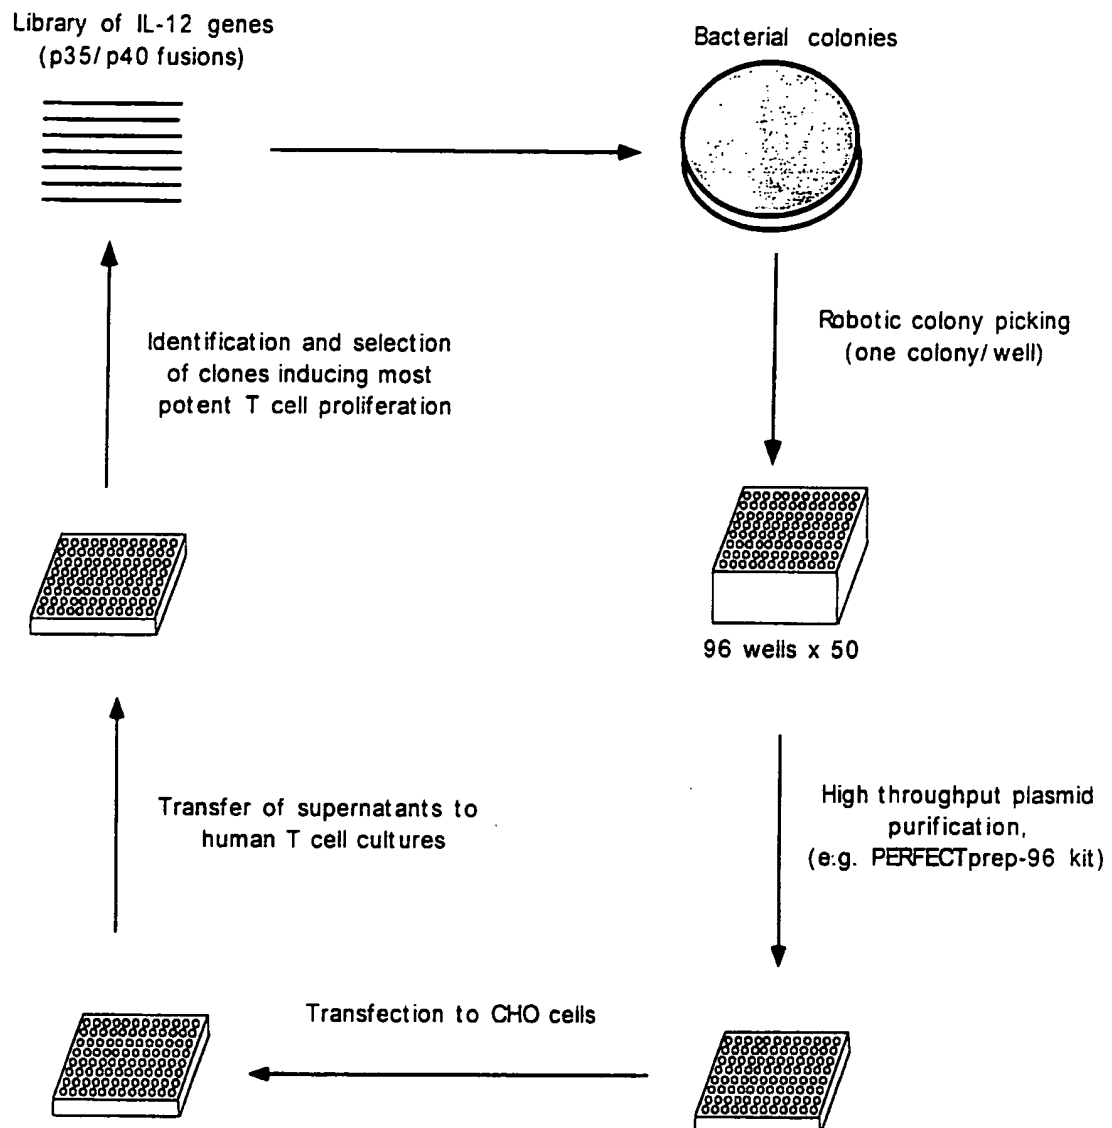 Library of IL-12 genes
(p35/p40 fusions)
Bacterial colonies
Robotic colony picking
(one colony/well)
96 wells x 50
High throughput plasmid
purification,
(e.g. PERFECTprep-96 kit)
Transfection to CHO cells
Transfer of supernatants to
human T cell cultures
Identification and selection
of clones inducing most
potent T cell proliferation